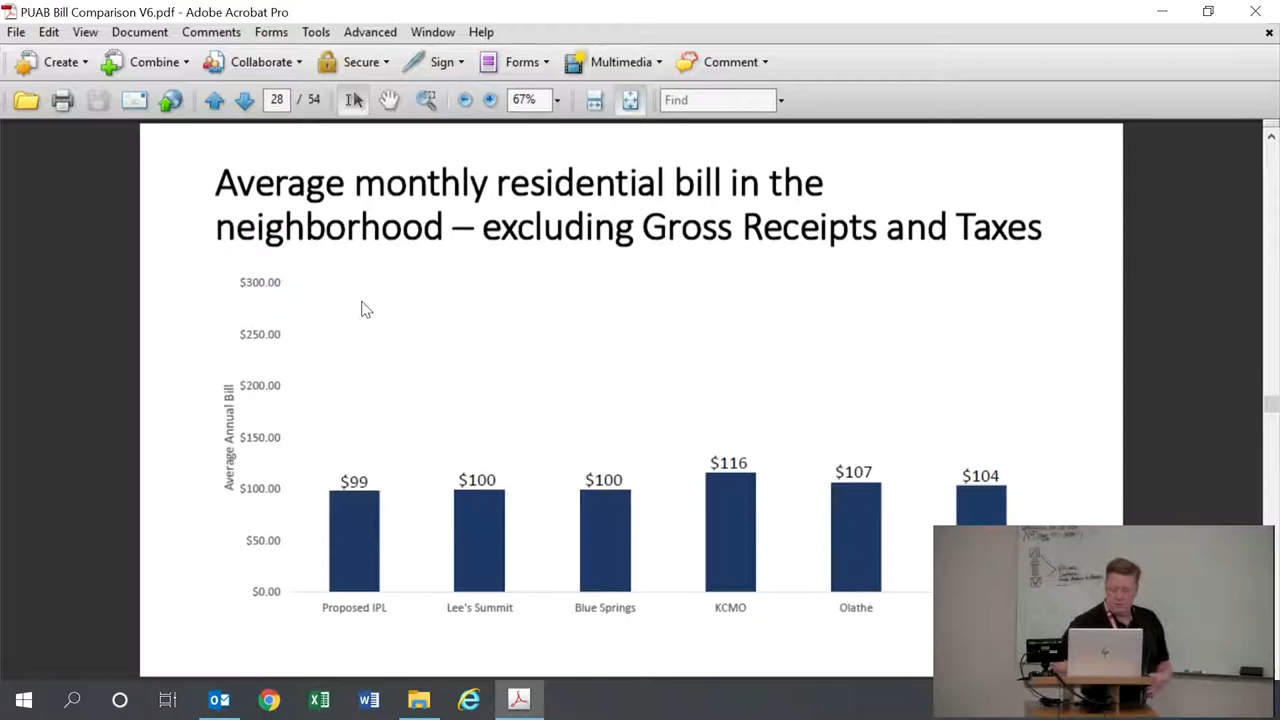 PUAB Bill Comparison V6.pdf - Adobe Acrobat Pro
File Edit View Document Comments Forms Tools Advanced Window Help
Create Combine Collaborate Secure Sign Forms Multimedia Comment
28 / 54 67% Find
Average monthly residential bill in the
neighborhood – excluding Gross Receipts and Taxes
$300.00
$250.00
$200.00
$150.00
$100.00
$50.00
$0.00
Average Annual Bill
$99 $100 $100 $116 $107 $104
Proposed IPL Lee's Summit Blue Springs KCMO Olathe
hp